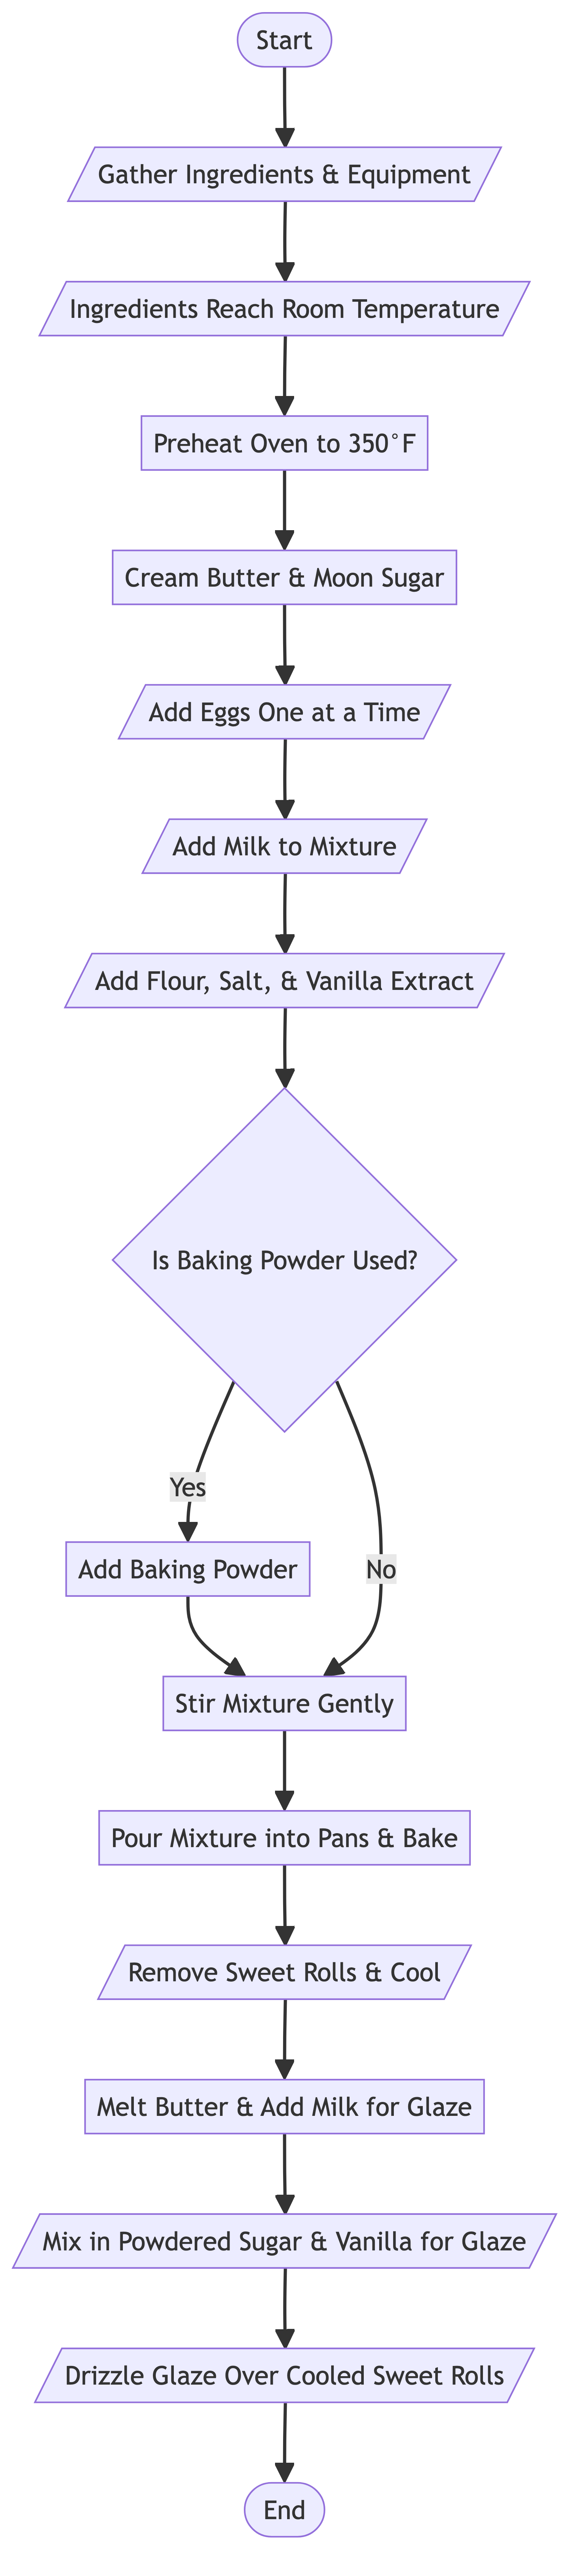 Start
Gather Ingredients & Equipment
Ingredients Reach Room Temperature
Preheat Oven to 350°F
Cream Butter & Moon Sugar
Add Eggs One at a Time
Add Milk to Mixture
Add Flour, Salt, & Vanilla Extract
Is Baking Powder Used?
Yes
Add Baking Powder
No
Stir Mixture Gently
Pour Mixture into Pans & Bake
Remove Sweet Rolls & Cool
Melt Butter & Add Milk for Glaze
Mix in Powdered Sugar & Vanilla for Glaze
Drizzle Glaze Over Cooled Sweet Rolls
End